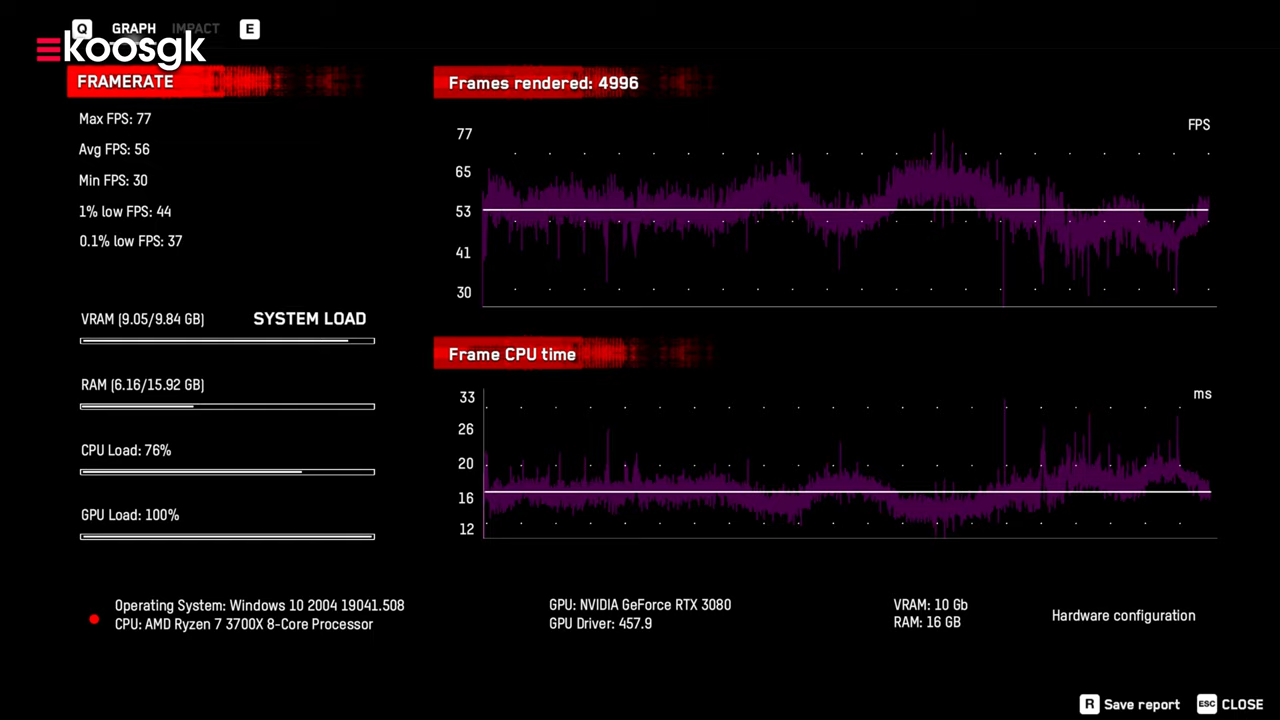 Q GRAPH IMPACT E
koosgk
FRAMERATE
Max FPS: 77
Avg FPS: 56
Min FPS: 30
1% low FPS: 44
0.1% low FPS: 37
VRAM (9.05/9.84 GB) SYSTEM LOAD
RAM (6.16/15.92 GB)
CPU Load: 76%
GPU Load: 100%
Frames rendered: 4996
FPS
77
65
53
41
30
Frame CPU time
ms
33
26
20
16
12
Operating System: Windows 10 2004 19041.508
CPU: AMD Ryzen 7 3700X 8-Core Processor
GPU: NVIDIA GeForce RTX 3080
GPU Driver: 457.9
VRAM: 10 Gb
RAM: 16 GB
Hardware configuration
R Save report ESC CLOSE